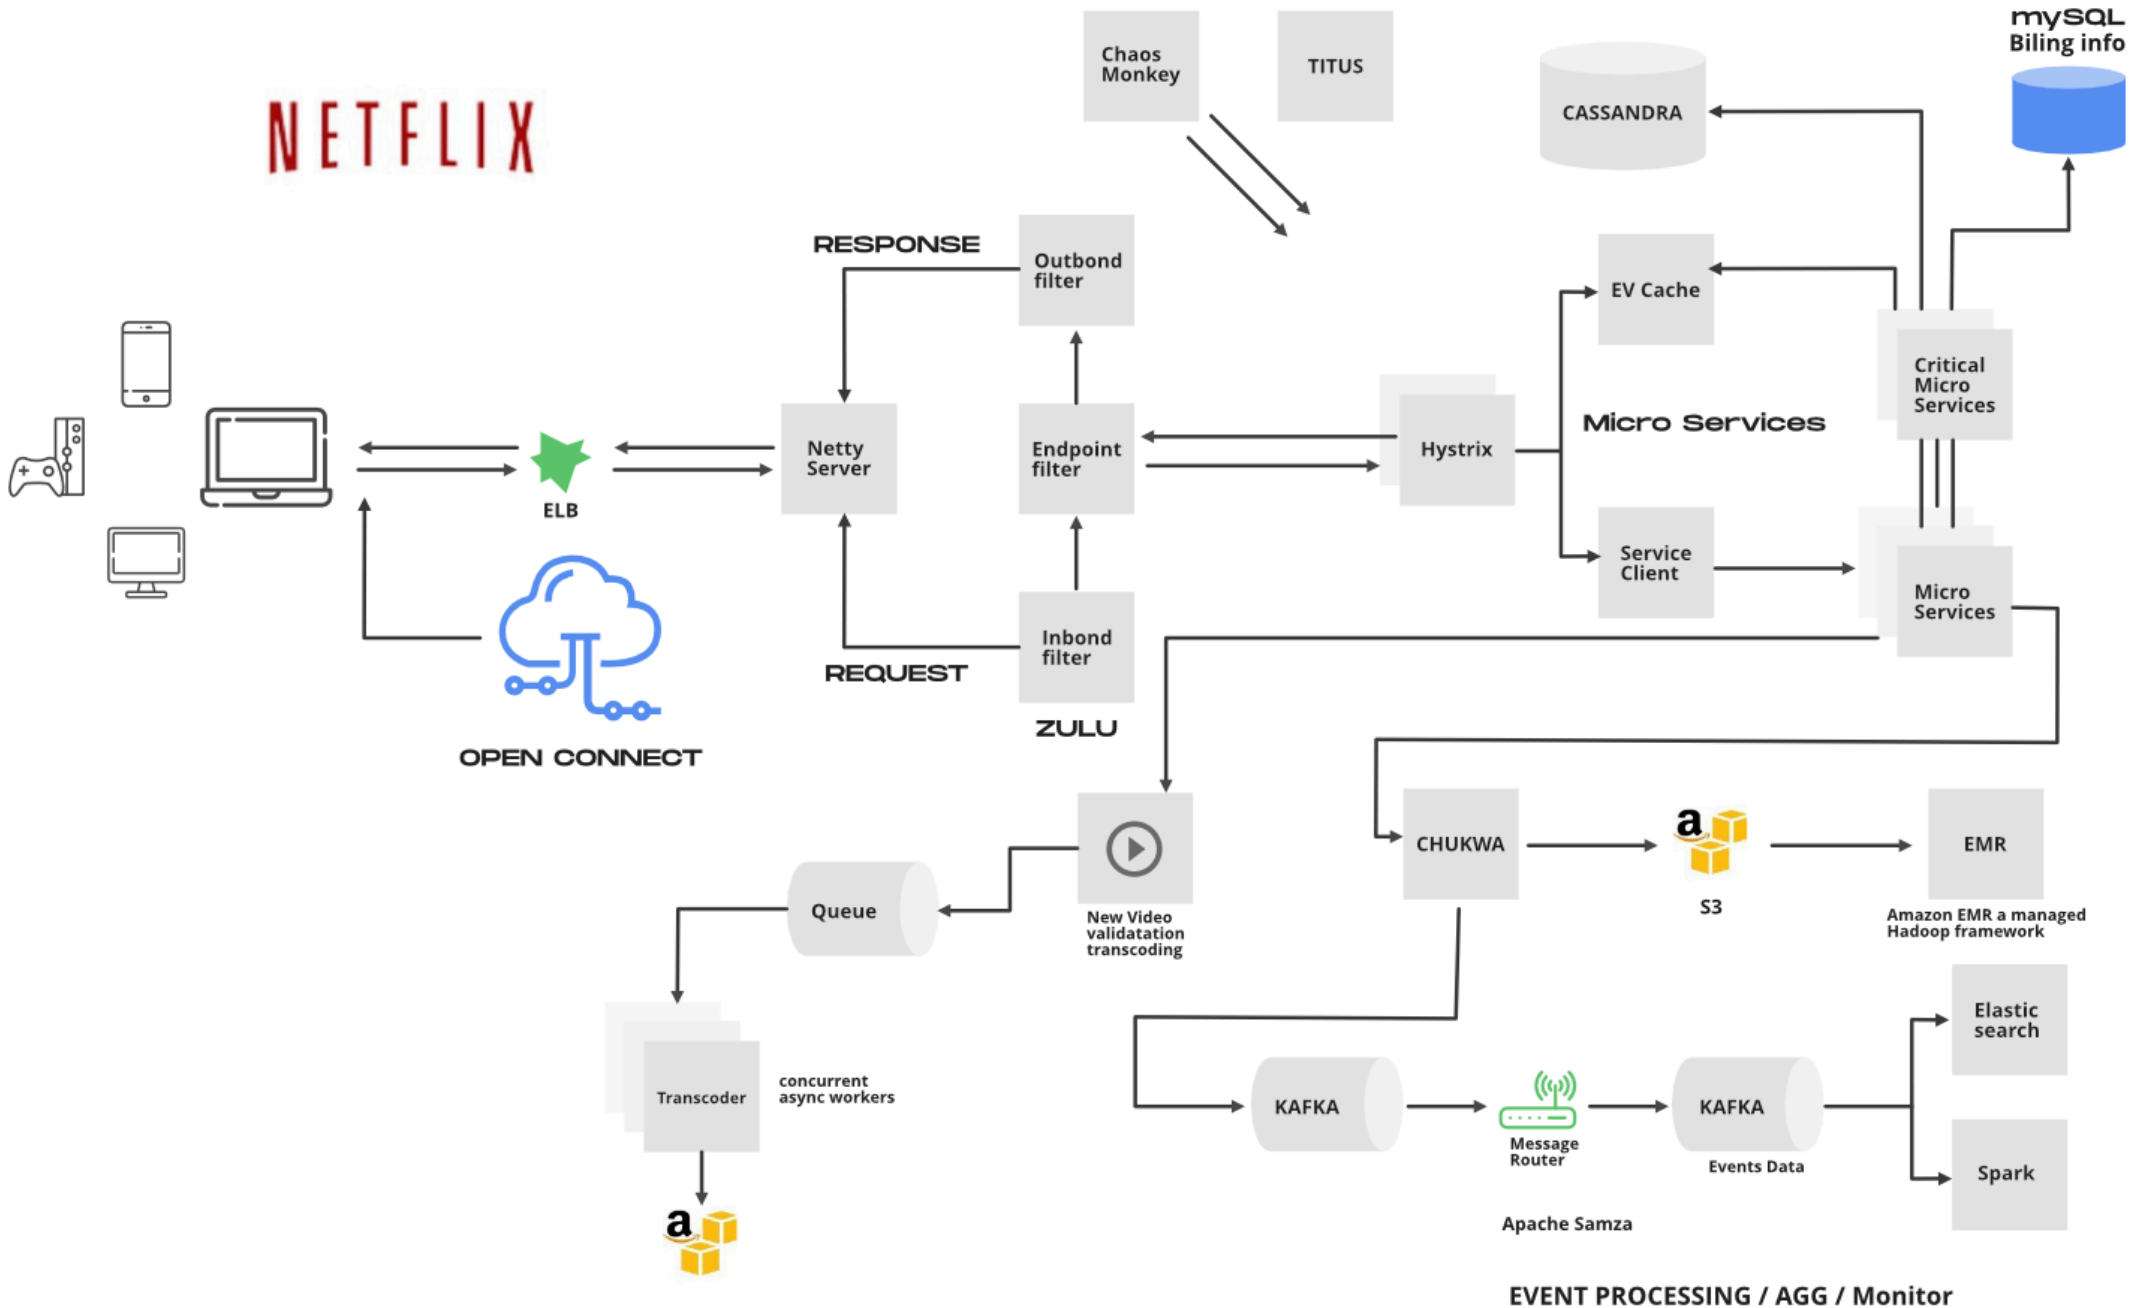 NETFLIX
Chaos
Monkey
TITUS
CASSANDRA
mySQL
Biling info
RESPONSE
Outbond
filter
EV Cache
Critical
Micro
Services
Micro Services
Netty
Server
Endpoint
filter
Hystrix
ELB
Service
Client
Micro
Services
Inbond
filter
REQUEST
ZULU
OPEN CONNECT
CHUKWA
a
S3
EMR
Amazon EMR a managed
Hadoop framework
Queue
New Video
validatation
transcoding
Elastic
search
Transcoder
concurrent
async workers
KAFKA
Message
Router
KAFKA
Events Data
Spark
Apache Samza
a
EVENT PROCESSING / AGG / Monitor